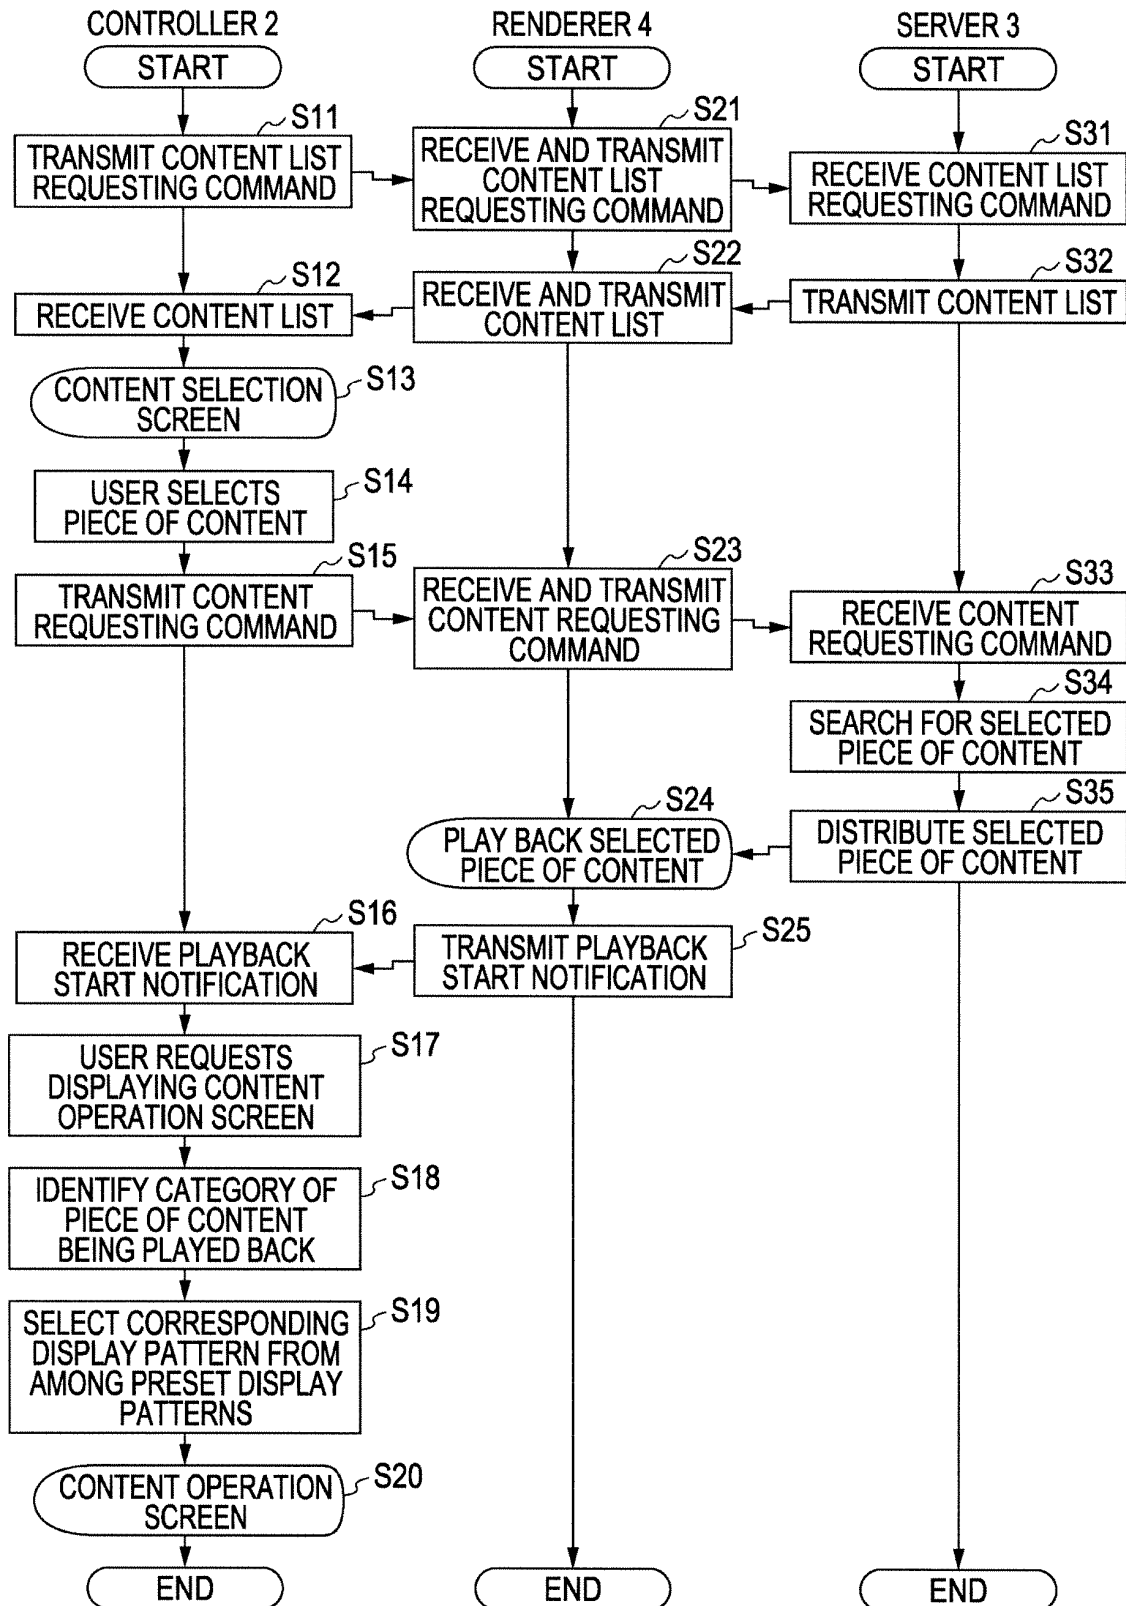 CONTROLLER 2
START
S11
TRANSMIT CONTENT LIST
REQUESTING COMMAND
S12
RECEIVE CONTENT LIST
CONTENT SELECTION
SCREEN
S13
USER SELECTS
PIECE OF CONTENT
S14
S15
TRANSMIT CONTENT
REQUESTING COMMAND
S16
RECEIVE PLAYBACK
START NOTIFICATION
USER REQUESTS
DISPLAYING CONTENT
OPERATION SCREEN
S17
IDENTIFY CATEGORY OF
PIECE OF CONTENT
BEING PLAYED BACK
S18
SELECT CORRESPONDING
DISPLAY PATTERN FROM
AMONG PRESET DISPLAY
PATTERNS
S19
CONTENT OPERATION
SCREEN
S20
END
RENDERER 4
START
S21
RECEIVE AND TRANSMIT
CONTENT LIST
REQUESTING COMMAND
S22
RECEIVE AND TRANSMIT
CONTENT LIST
S23
RECEIVE AND TRANSMIT
CONTENT REQUESTING
COMMAND
S24
PLAY BACK SELECTED
PIECE OF CONTENT
TRANSMIT PLAYBACK
START NOTIFICATION
S25
END
SERVER 3
START
S31
RECEIVE CONTENT LIST
REQUESTING COMMAND
S32
TRANSMIT CONTENT LIST
S33
RECEIVE CONTENT
REQUESTING COMMAND
S34
SEARCH FOR SELECTED
PIECE OF CONTENT
S35
DISTRIBUTE SELECTED
PIECE OF CONTENT
END